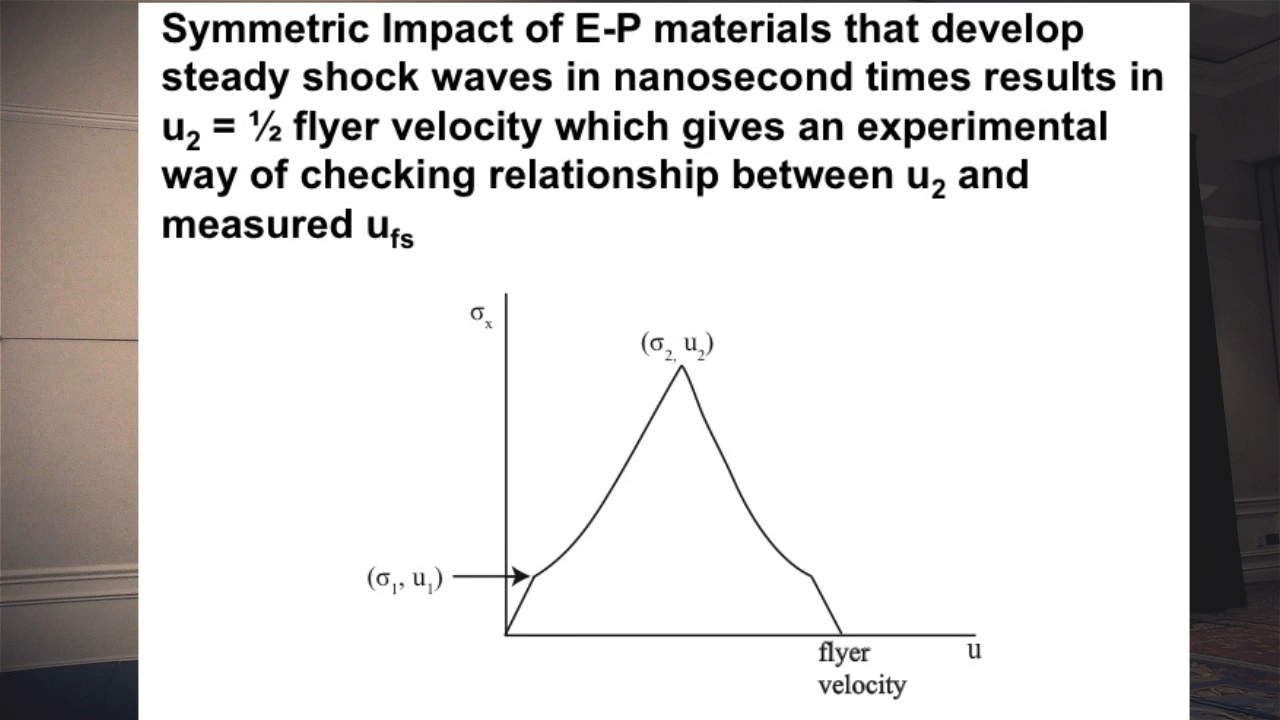 Symmetric Impact of E-P materials that develop
steady shock waves in nanosecond times results in
u₂ = ½ flyer velocity which gives an experimental
way of checking relationship between u₂ and
measured u_fs
σₓ
(σ₂, u₂)
(σ₁, u₁)
flyer
velocity
u